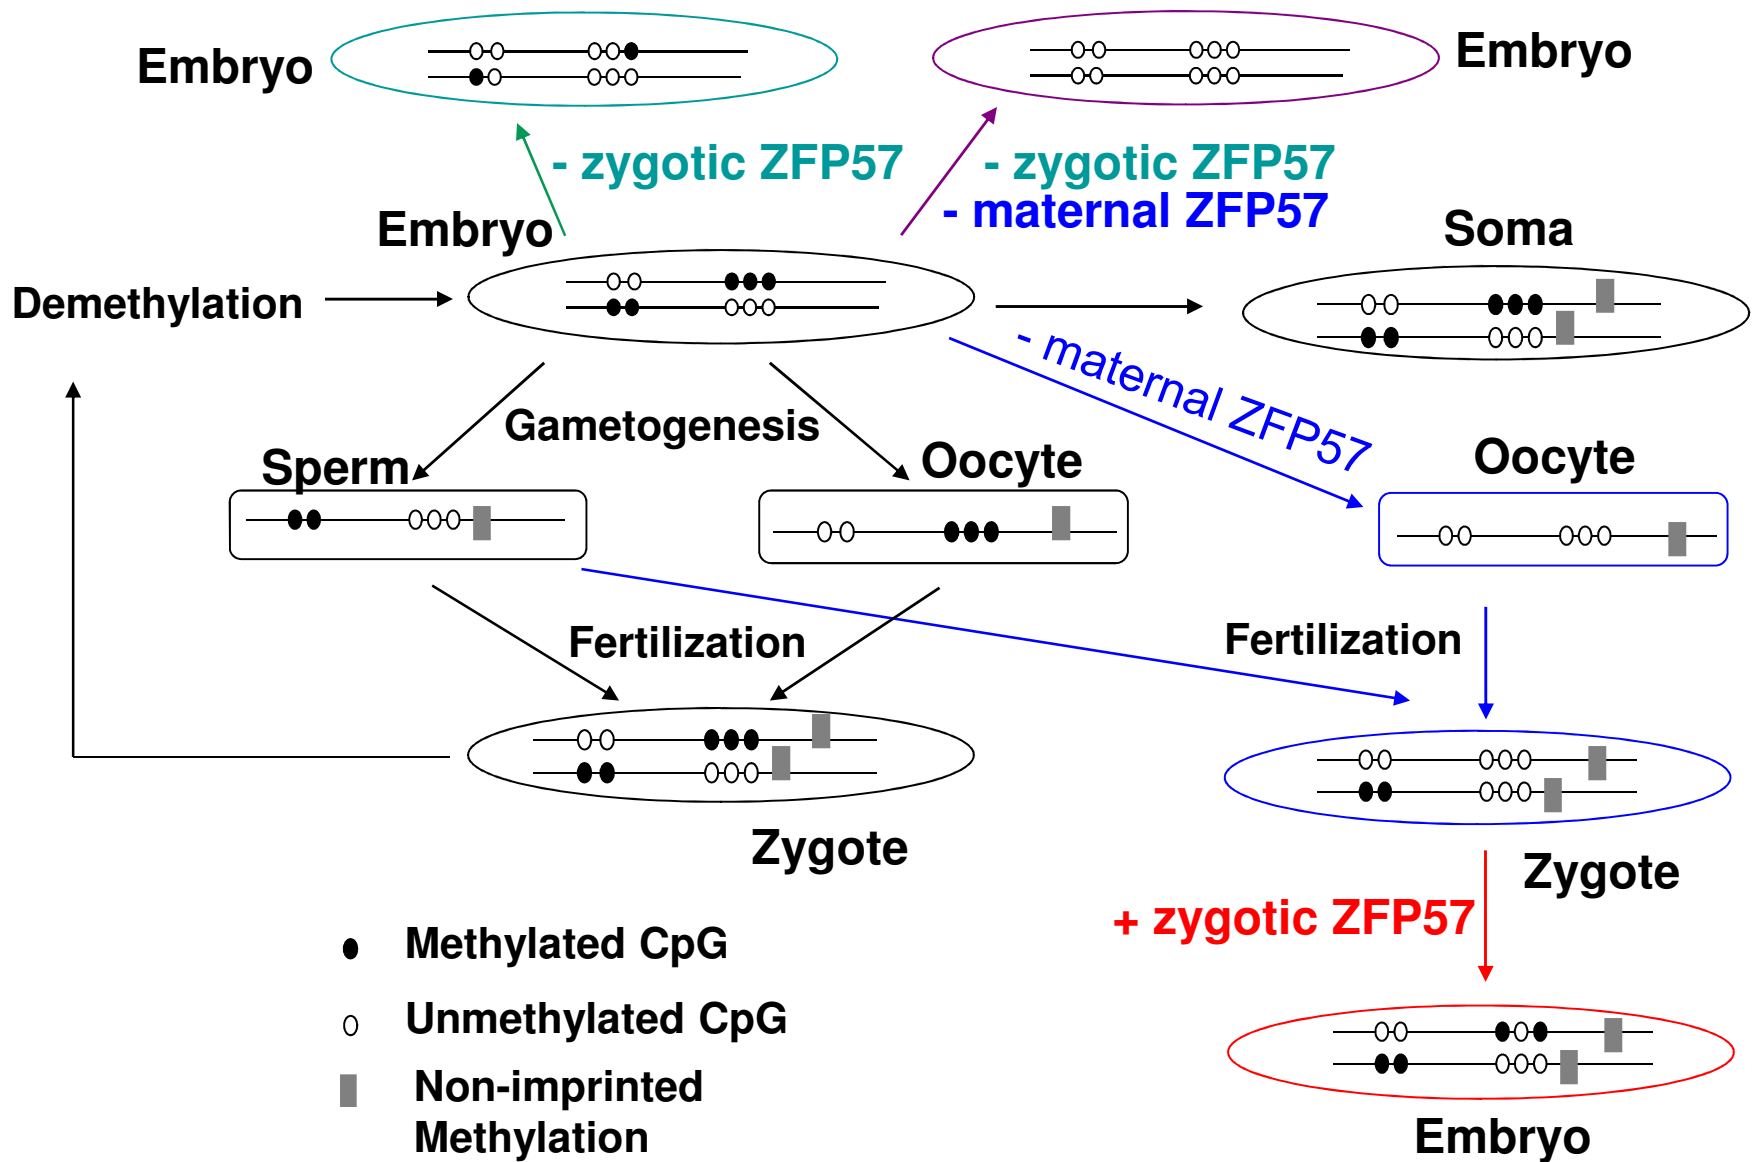 Embryo
Embryo
- zygotic ZFP57
- zygotic ZFP57
- maternal ZFP57
Embryo
Soma
Demethylation
- maternal ZFP57
Gametogenesis
Sperm
Oocyte
Oocyte
Fertilization
Fertilization
Zygote
Zygote
+ zygotic ZFP57
Methylated CpG
Unmethylated CpG
Non-imprinted
Methylation
Embryo